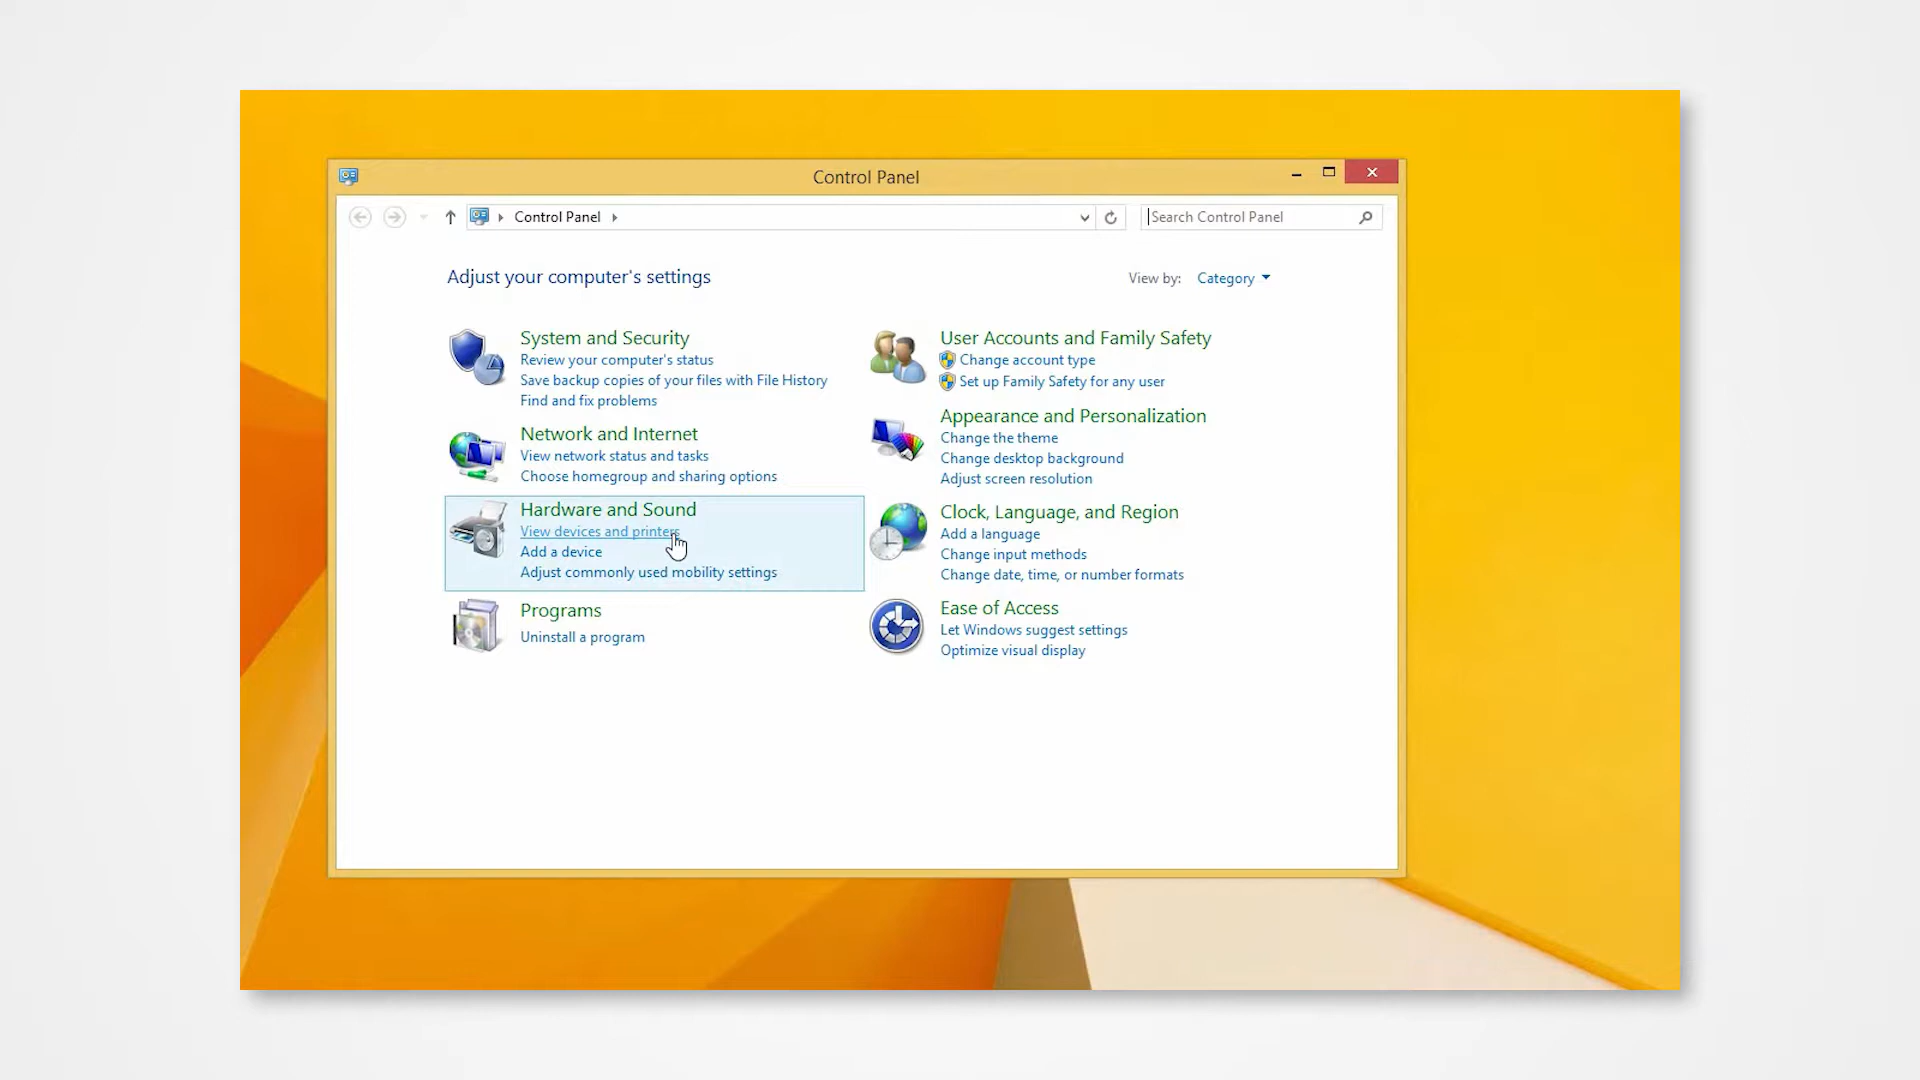 Control Panel
Control Panel
Search Control Panel
Adjust your computer's settings
View by: Category
System and Security
Review your computer's status
Save backup copies of your files with File History
Find and fix problems
Network and Internet
View network status and tasks
Choose homegroup and sharing options
Hardware and Sound
View devices and printers
Add a device
Adjust commonly used mobility settings
Programs
Uninstall a program
User Accounts and Family Safety
Change account type
Set up Family Safety for any user
Appearance and Personalization
Change the theme
Change desktop background
Adjust screen resolution
Clock, Language, and Region
Add a language
Change input methods
Change date, time, or number formats
Ease of Access
Let Windows suggest settings
Optimize visual display